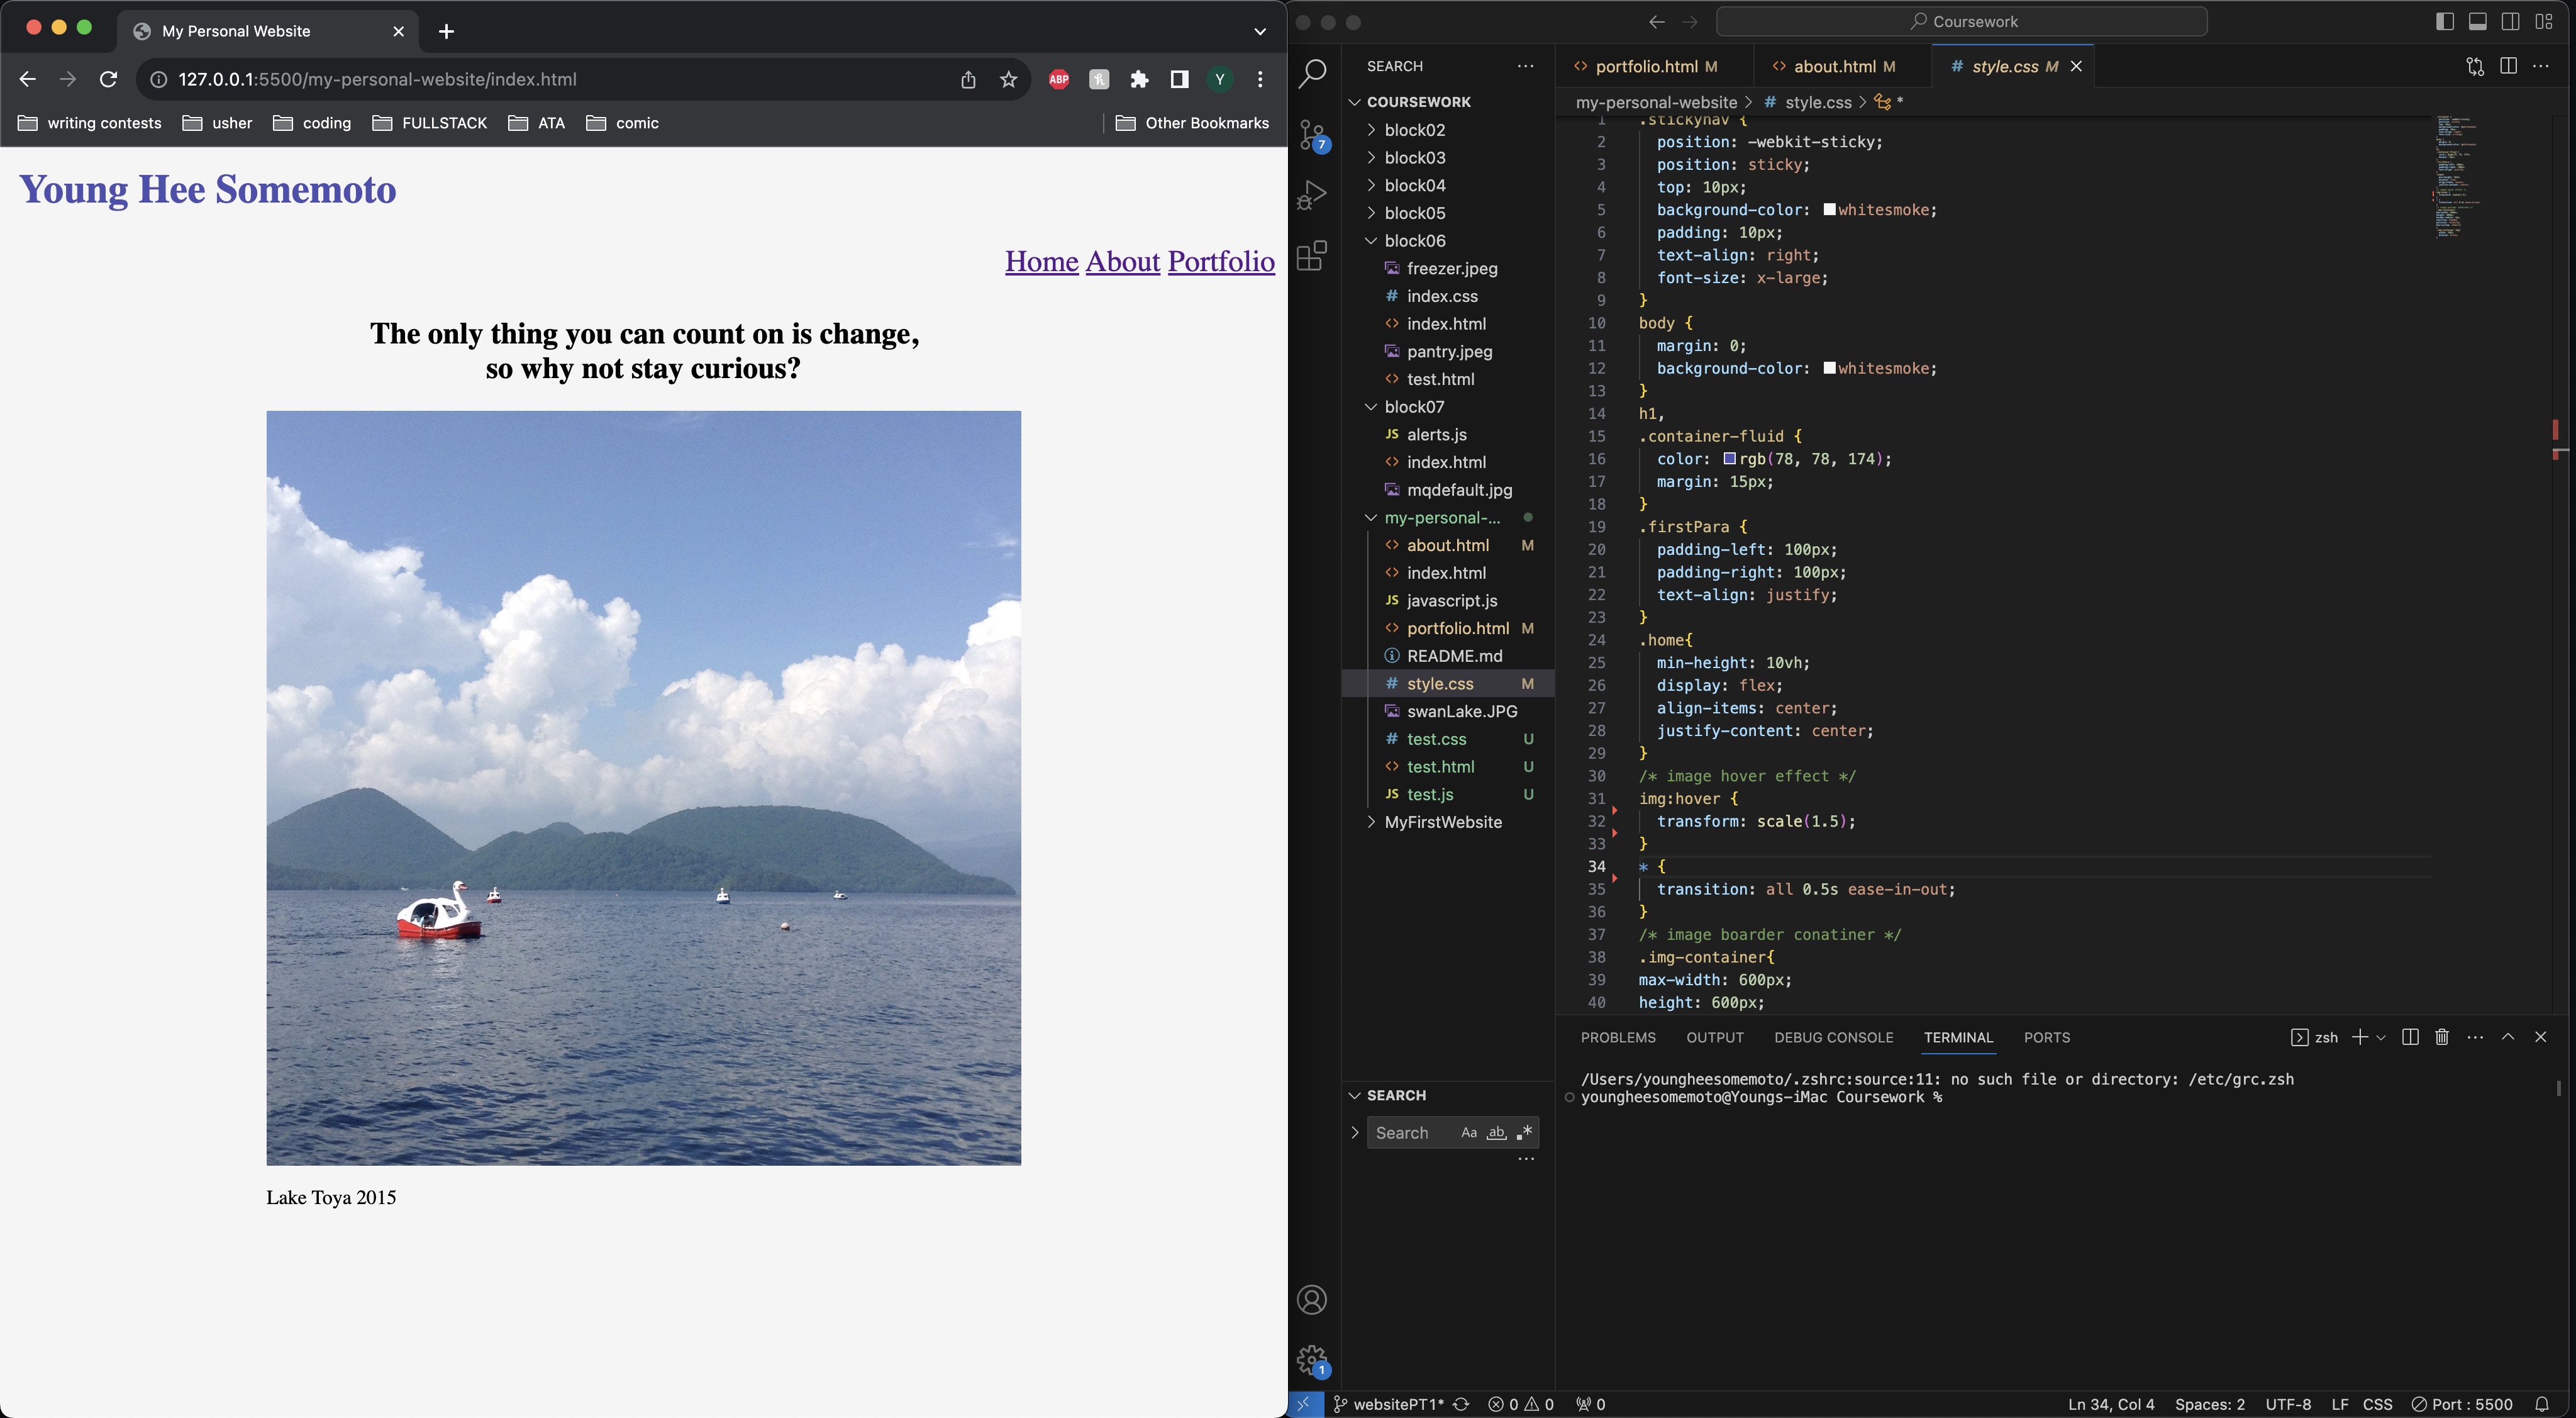 My Personal Website
127.0.0.1:5500/my-personal-website/index.html
ABP
Y
writing contests
usher
coding
FULLSTACK
ATA
comic
Other Bookmarks
Young Hee Somemoto
Home About Portfolio
The only thing you can count on is change,
so why not stay curious?
Lake Toya 2015
Coursework
7
1
SEARCH
COURSEWORK
block02
block03
block04
block05
block06
freezer.jpeg
# index.css
<> index.html
pantry.jpeg
<> test.html
block07
JS alerts.js
<> index.html
mqdefault.jpg
my-personal-...
<> about.html M
<> index.html
JS javascript.js
<> portfolio.html M
README.md
# style.css M
swanLake.JPG
# test.css U
<> test.html U
JS test.js U
MyFirstWebsite
SEARCH
Search Aa ab
<> portfolio.html M
<> about.html M
# style.css M
my-personal-website > # style.css > *
1 .stickynav {
2 position: -webkit-sticky;
3 position: sticky;
4 top: 10px;
5 background-color: whitesmoke;
6 padding: 10px;
7 text-align: right;
8 font-size: x-large;
9 }
10 body {
11 margin: 0;
12 background-color: whitesmoke;
13 }
14 h1,
15 .container-fluid {
16 color: rgb(78, 78, 174);
17 margin: 15px;
18 }
19 .firstPara {
20 padding-left: 100px;
21 padding-right: 100px;
22 text-align: justify;
23 }
24 .home{
25 min-height: 10vh;
26 display: flex;
27 align-items: center;
28 justify-content: center;
29 }
30 /* image hover effect */
31 img:hover {
32 transform: scale(1.5);
33 }
34 * {
35 transition: all 0.5s ease-in-out;
36 }
37 /* image boarder conatiner */
38 .img-container{
39 max-width: 600px;
40 height: 600px;
PROBLEMS OUTPUT DEBUG CONSOLE TERMINAL PORTS
zsh
/Users/youngheesomemoto/.zshrc:source:11: no such file or directory: /etc/grc.zsh
youngheesomemoto@Youngs-iMac Coursework %
websitePT1* 0 0 0
Ln 34, Col 4 Spaces: 2 UTF-8 LF CSS Port : 5500